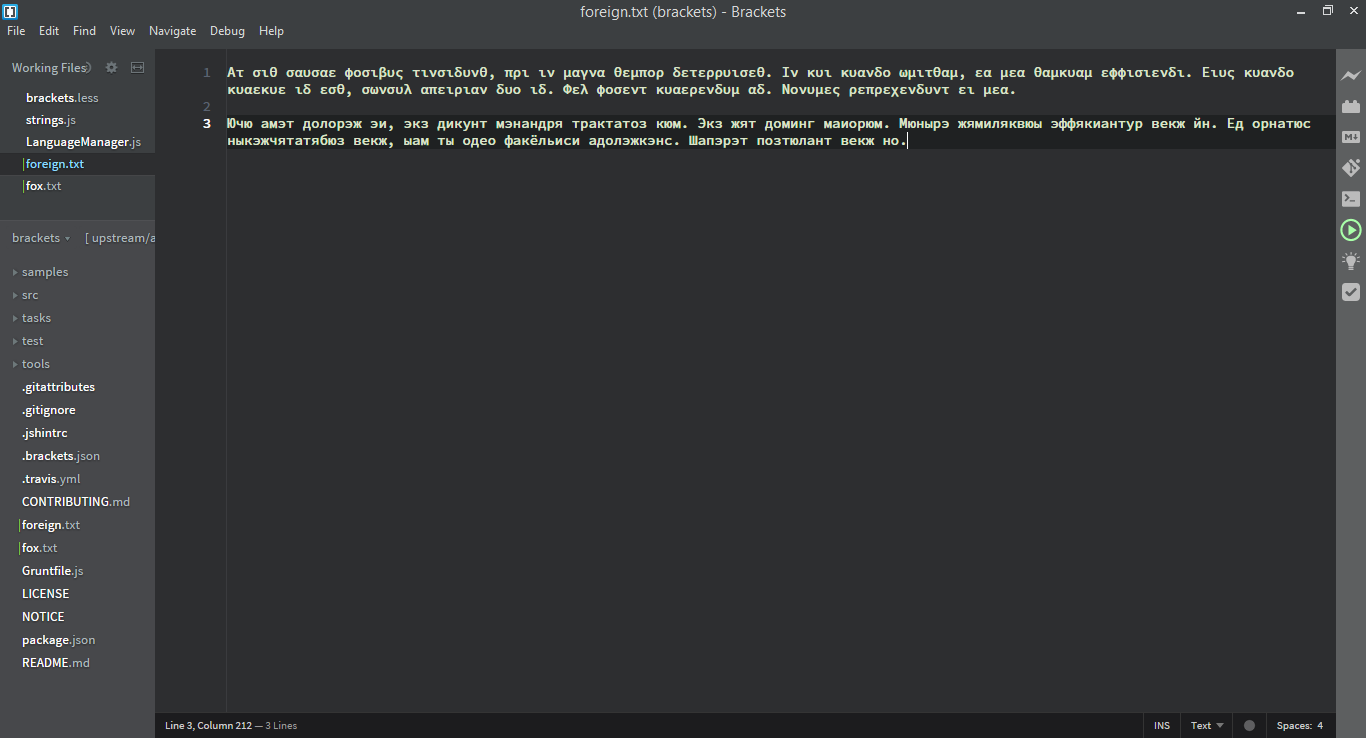 foreign.txt (brackets) - Brackets
File Edit Find View Navigate Debug Help
Working Files
brackets.less
strings.js
LanguageManager.js
foreign.txt
fox.txt
brackets [ upstream/a
samples
src
tasks
test
tools
.gitattributes
.gitignore
.jshintrc
.brackets.json
.travis.yml
CONTRIBUTING.md
foreign.txt
fox.txt
Gruntfile.js
LICENSE
NOTICE
package.json
README.md
1 Ατ σιθ σαυσαε φοσιβυς τινσιδυνθ, πρι ιν μαγνα θεμπορ δετερρυισεθ. Ιν κυι κυανδο ωμιτθαμ, εα μεα θαμκυαμ εφφισιενδι. Ειυς κυανδο
κυαεκυε ιδ εσθ, σωνσυλ απειριαν δυο ιδ. Φελ φοσεντ κυαερενδυμ αδ. Νονυμες ρεπρεχενδυντ ει μεα.
2
3 Ючю амэт долорэж эи, экз дикунт мэнандря трактатоз кюм. Экз жят доминг маиорюм. Мюнырэ жямиляквюы эффякиантур векж йн. Ед орнатюс
ныкэжчятатябюз векж, ыам ты одео факёльиси адолэжкэнс. Шапэрэт позтюлант векж но.
M↓
Line 3, Column 212 — 3 Lines
INS Text Spaces: 4